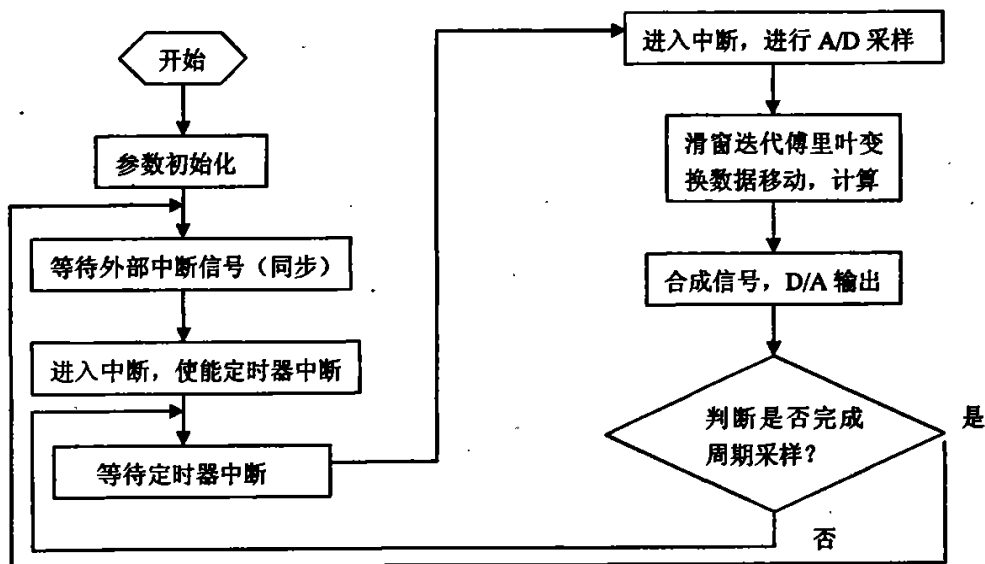 开始
参数初始化
等待外部中断信号（同步）
进入中断，使能定时器中断
等待定时器中断
进入中断，进行 A/D 采样
滑窗迭代傅里叶变
换数据移动，计算
合成信号，D/A 输出
判断是否完成
周期采样？
是
否